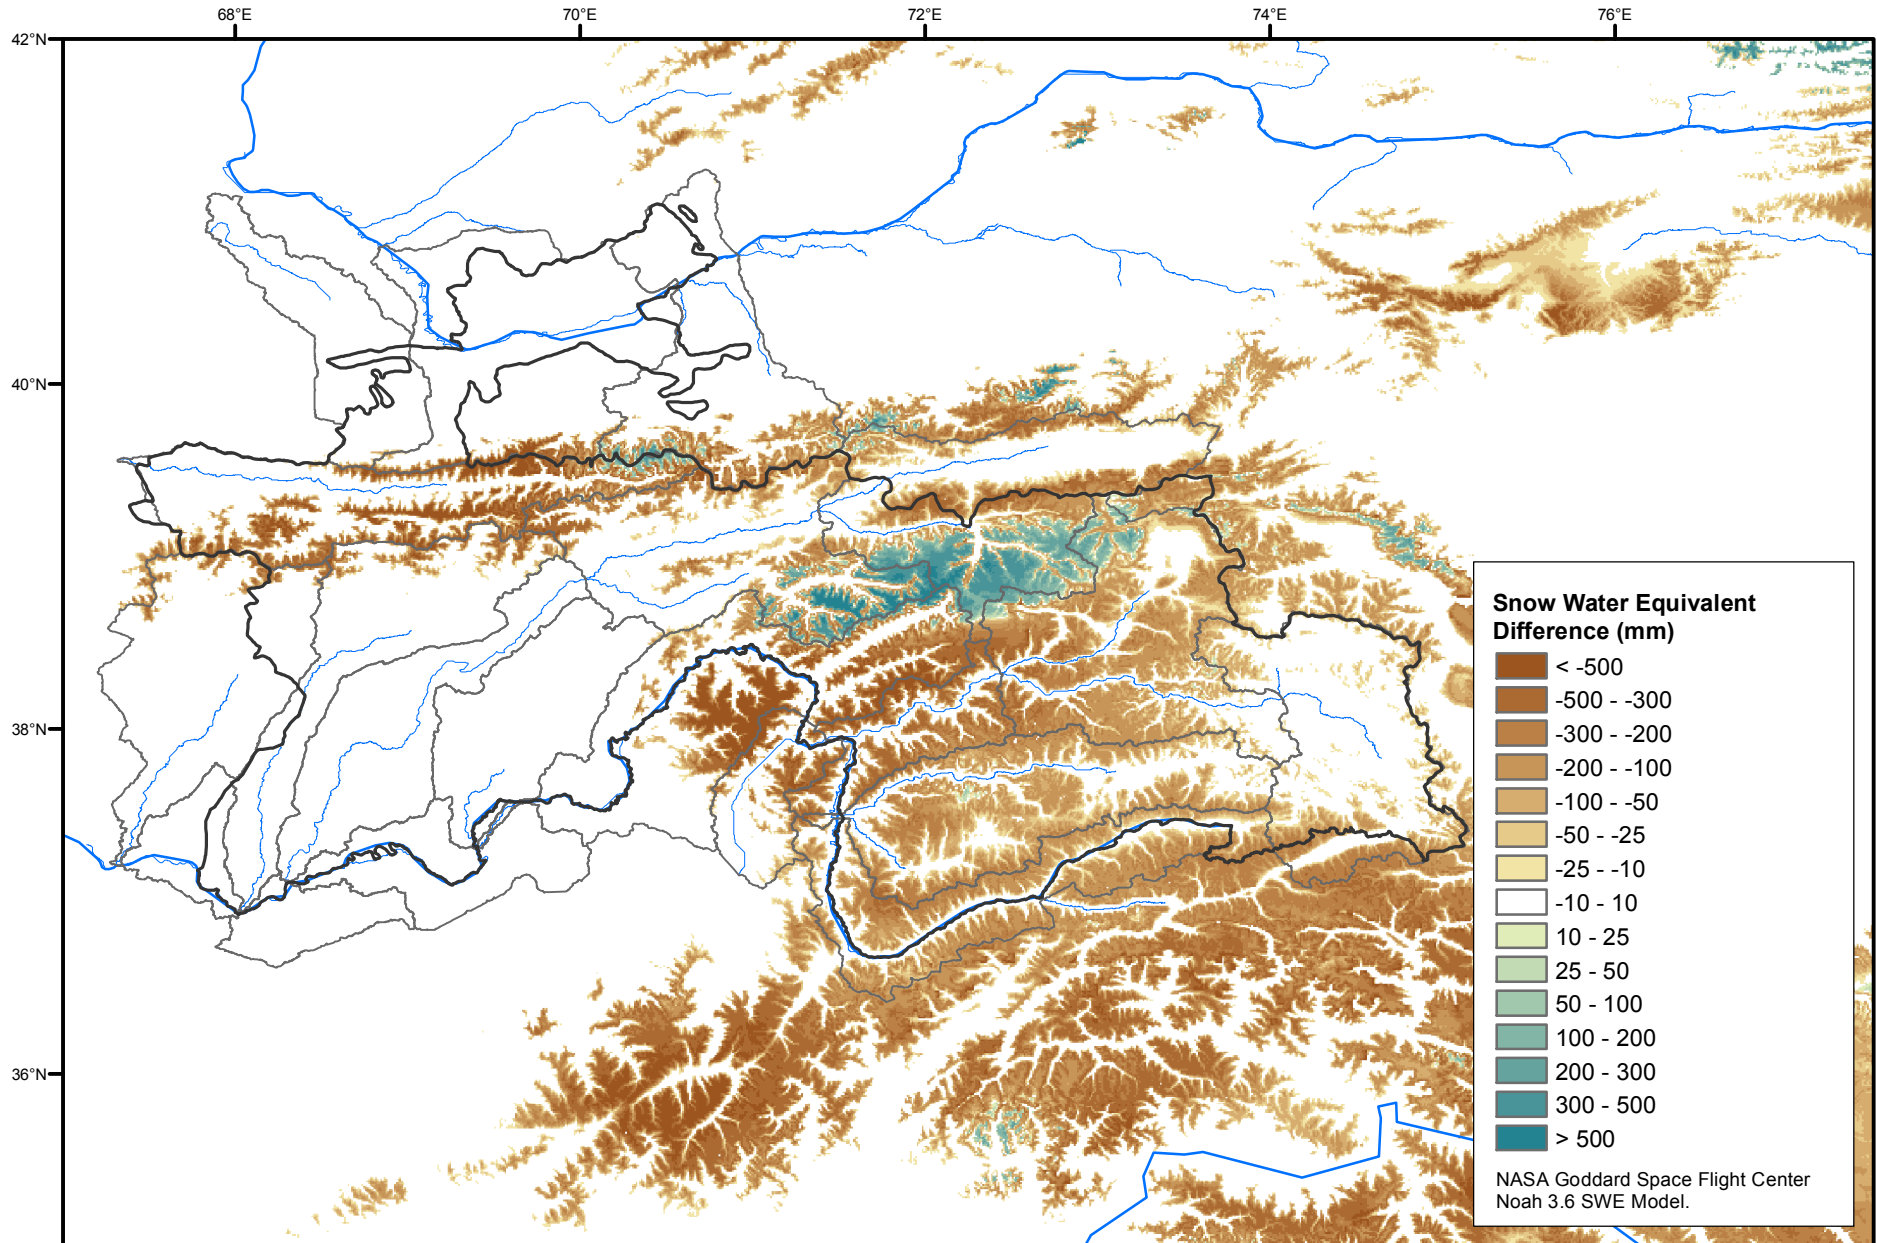 68°E 70°E 72°E 74°E 76°E
42°N
40°N
38°N
36°N
Snow Water Equivalent
Difference (mm)
< -500
-500 - -300
-300 - -200
-200 - -100
-100 - -50
-50 - -25
-25 - -10
-10 - 10
10 - 25
25 - 50
50 - 100
100 - 200
200 - 300
300 - 500
> 500
NASA Goddard Space Flight Center
Noah 3.6 SWE Model.